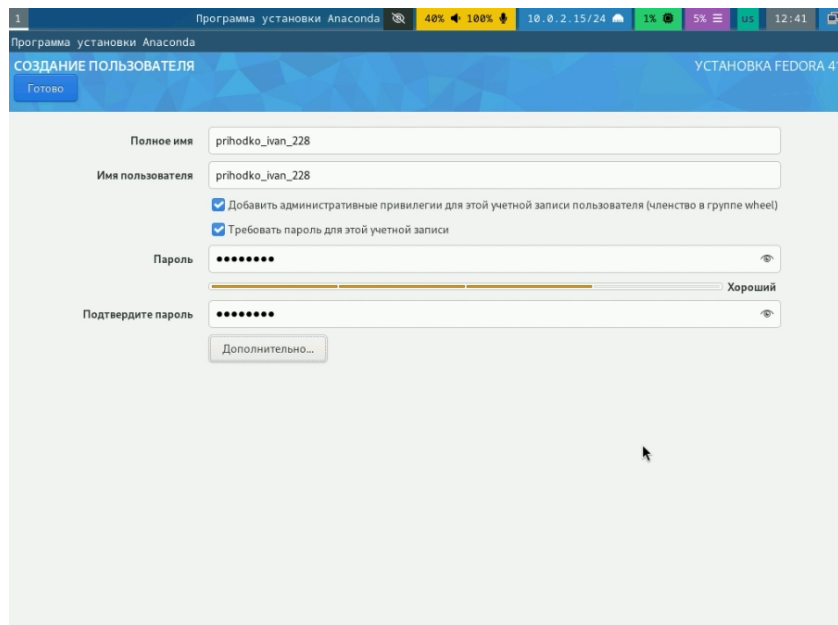 1 Программа установки Anaconda 40% 100% 10.0.2.15/24 1% 5% us 12:41
Программа установки Anaconda
СОЗДАНИЕ ПОЛЬЗОВАТЕЛЯ УСТАНОВКА FEDORA 41
Готово
Полное имя prihodko_ivan_228
Имя пользователя prihodko_ivan_228
Добавить административные привилегии для этой учетной записи пользователя (членство в группе wheel)
Требовать пароль для этой учетной записи
Пароль ••••••••
Хороший
Подтвердите пароль ••••••••
Дополнительно...